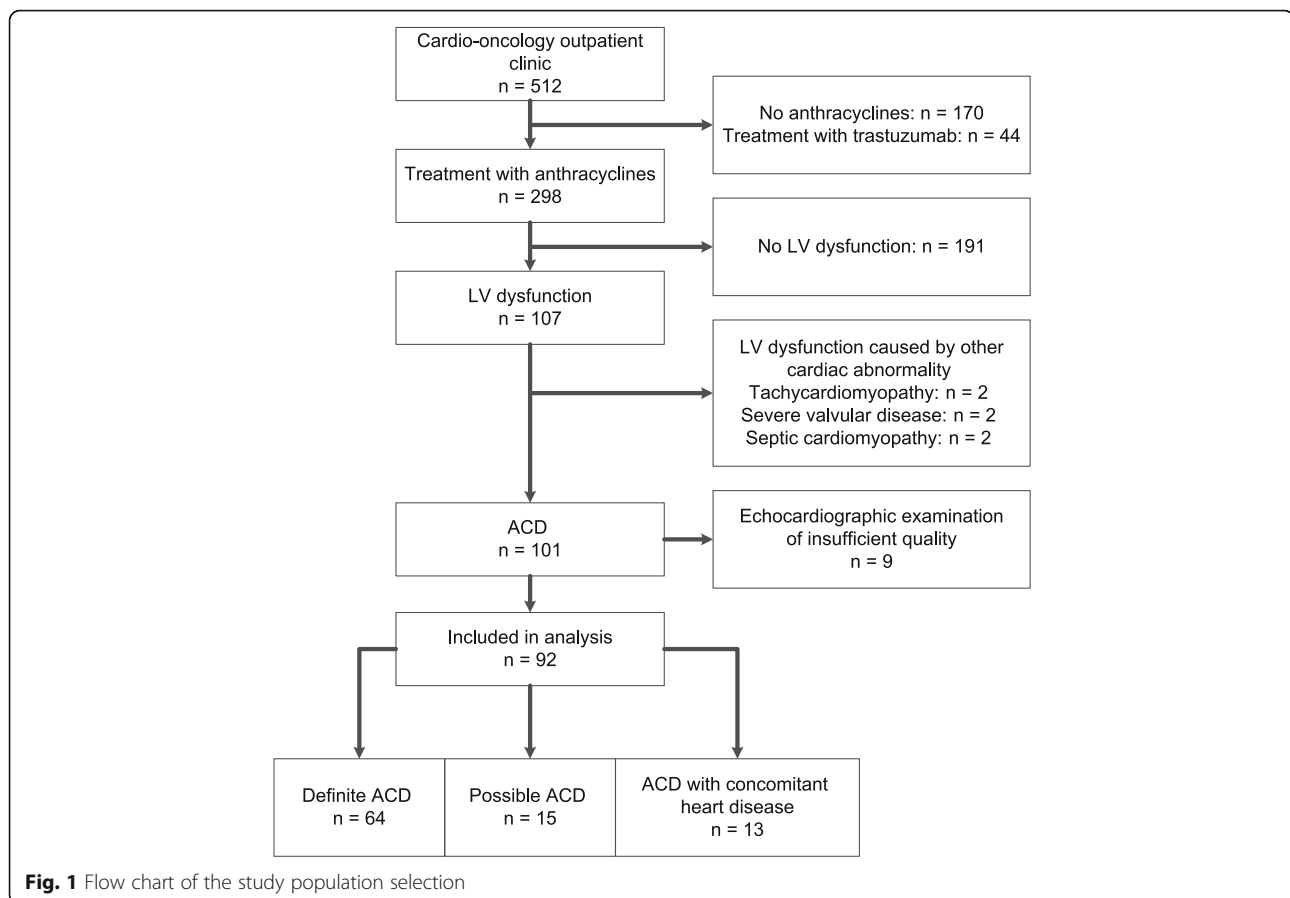 Cardio-oncology outpatient
clinic
n = 512
No anthracyclines: n = 170
Treatment with trastuzumab: n = 44
Treatment with anthracyclines
n = 298
No LV dysfunction: n = 191
LV dysfunction
n = 107
LV dysfunction caused by other
cardiac abnormality
Tachycardiomyopathy: n = 2
Severe valvular disease: n = 2
Septic cardiomyopathy: n = 2
ACD
n = 101
Echocardiographic examination
of insufficient quality
n = 9
Included in analysis
n = 92
Definite ACD
n = 64
Possible ACD
n = 15
ACD with concomitant
heart disease
n = 13
Fig. 1 Flow chart of the study population selection